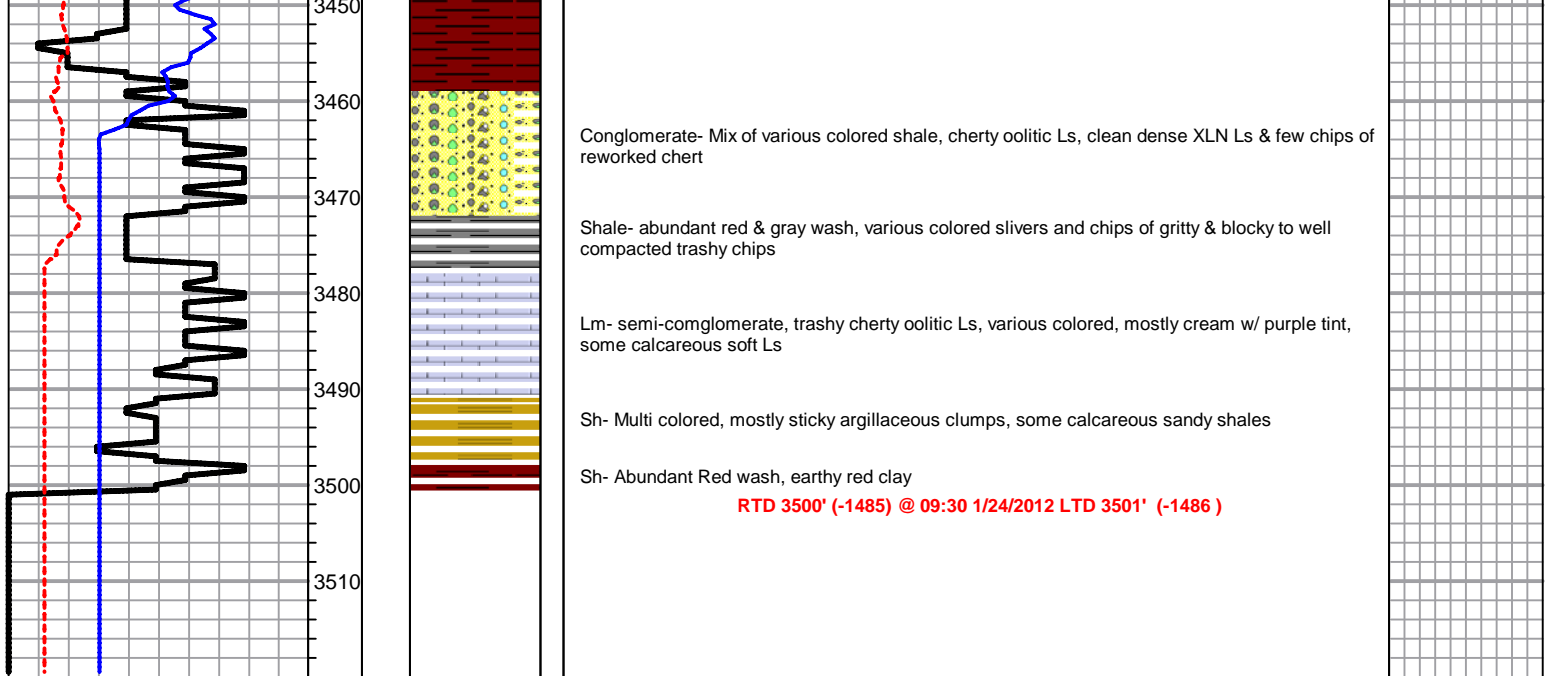 3450
3460
Conglomerate- Mix of various colored shale, cherty oolitic Ls, clean dense XLN Ls & few chips of
reworked chert
3470
Shale- abundant red & gray wash, various colored slivers and chips of gritty & blocky to well
compacted trashy chips
3480
Lm- semi-comglomerate, trashy cherty oolitic Ls, various colored, mostly cream w/ purple tint,
some calcareous soft Ls
3490
Sh- Multi colored, mostly sticky argillaceous clumps, some calcareous sandy shales
Sh- Abundant Red wash, earthy red clay
3500
RTD 3500' (-1485) @ 09:30 1/24/2012 LTD 3501' (-1486 )
3510